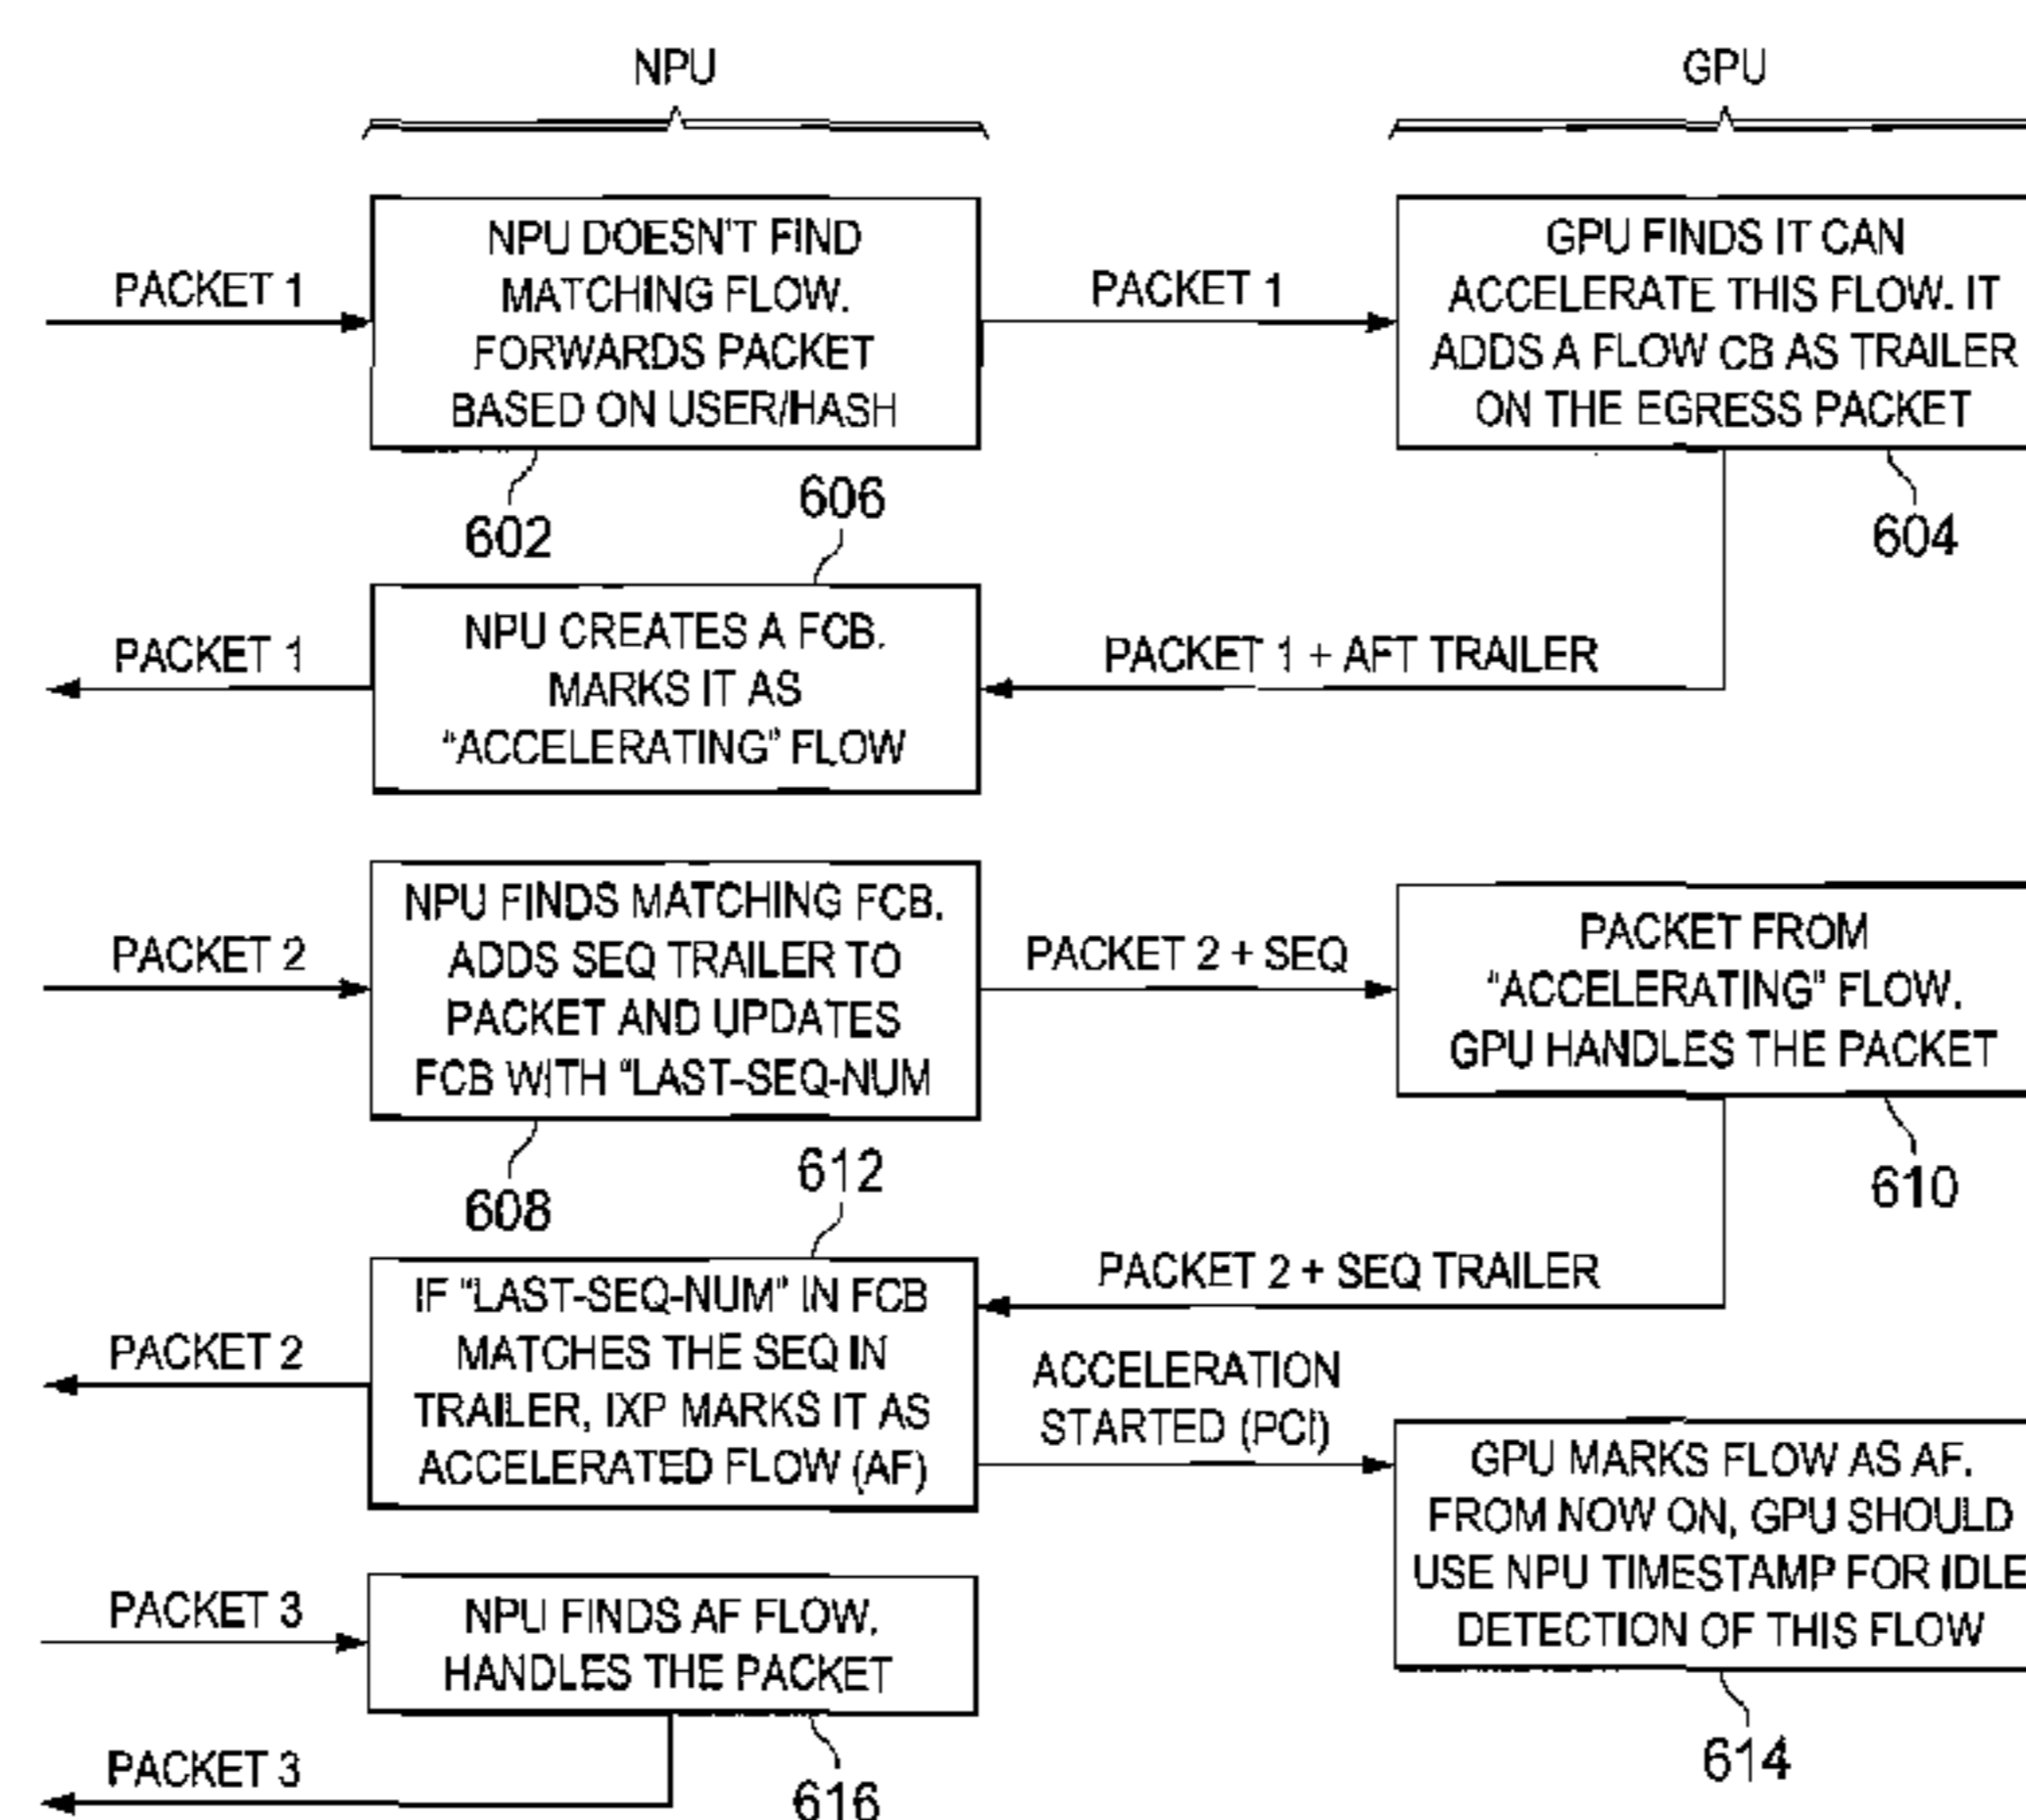 NPU
GPU
PACKET 1
NPU DOESN'T FIND
MATCHING FLOW.
FORWARDS PACKET
BASED ON USER/HASH
602
PACKET 1
GPU FINDS IT CAN
ACCELERATE THIS FLOW. IT
ADDS A FLOW CB AS TRAILER
ON THE EGRESS PACKET
604
606
PACKET 1
NPU CREATES A FCB.
MARKS IT AS
"ACCELERATING" FLOW
PACKET 1 + AFT TRAILER
PACKET 2
NPU FINDS MATCHING FCB.
ADDS SEQ TRAILER TO
PACKET AND UPDATES
FCB WITH "LAST-SEQ-NUM
608
PACKET 2 + SEQ
PACKET FROM
"ACCELERATING" FLOW.
GPU HANDLES THE PACKET
610
612
PACKET 2
IF "LAST-SEQ-NUM" IN FCB
MATCHES THE SEQ IN
TRAILER, IXP MARKS IT AS
ACCELERATED FLOW (AF)
PACKET 2 + SEQ TRAILER
ACCELERATION
STARTED (PCI)
GPU MARKS FLOW AS AF.
FROM NOW ON, GPU SHOULD
USE NPU TIMESTAMP FOR IDLE
DETECTION OF THIS FLOW
614
PACKET 3
NPU FINDS AF FLOW.
HANDLES THE PACKET
616
PACKET 3